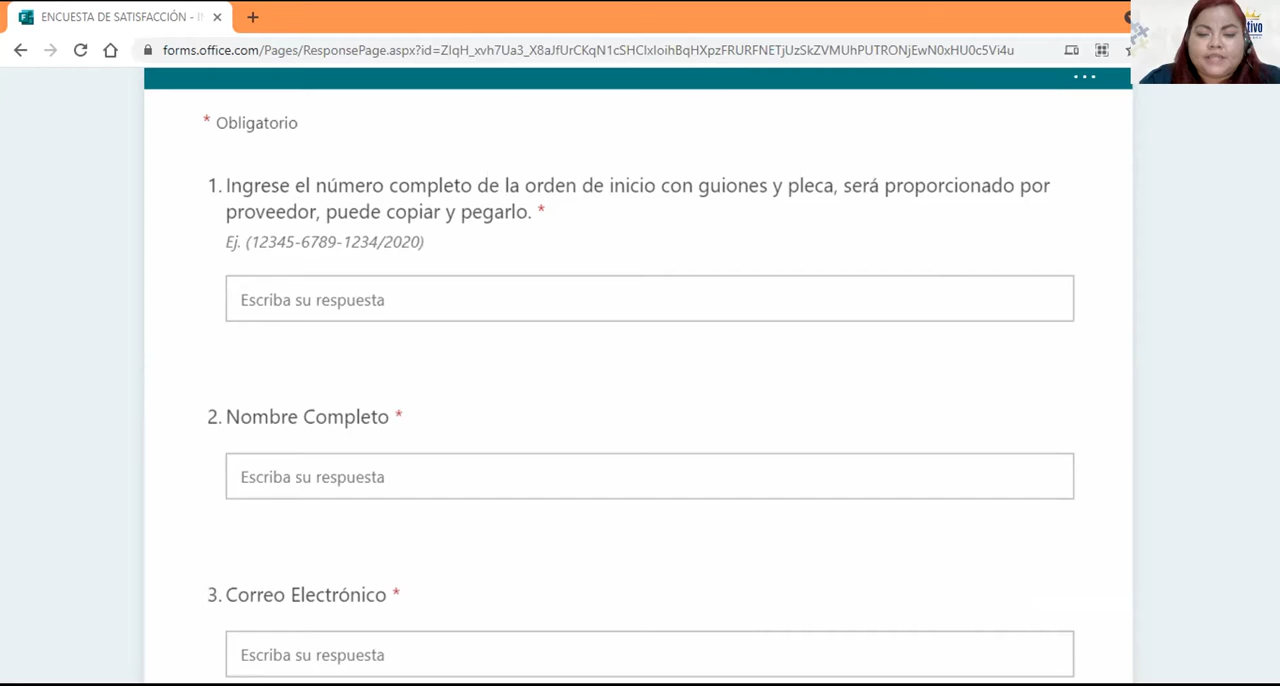 ENCUESTA DE SATISFACCIÓN - I
forms.office.com/Pages/ResponsePage.aspx?id=ZIqH_xvh7Ua3_X8aJfUrCKqN1cSHCIxIoihBqHXpzFRURFNETjUzSkZVMUhPUTRONjEwN0xHU0c5Vi4u
tivo
* Obligatorio
1. Ingrese el número completo de la orden de inicio con guiones y pleca, será proporcionado por
proveedor, puede copiar y pegarlo. *
Ej. (12345-6789-1234/2020)
Escriba su respuesta
2. Nombre Completo *
Escriba su respuesta
3. Correo Electrónico *
Escriba su respuesta